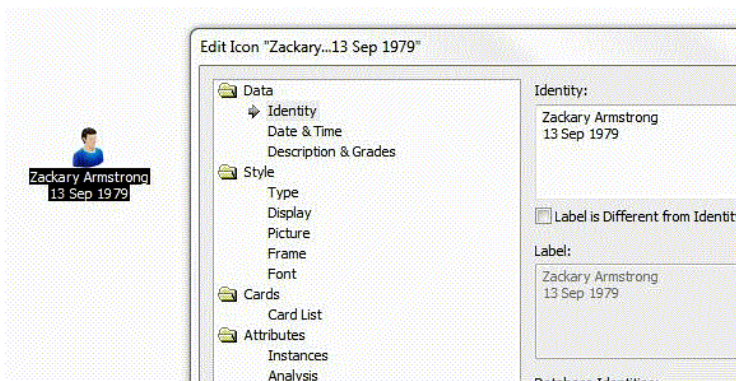 Edit Icon "Zackary...13 Sep 1979"
Data
Identity
Date & Time
Description & Grades
Style
Type
Display
Picture
Frame
Font
Cards
Card List
Attributes
Instances
Analysis
Identity:
Zackary Armstrong
13 Sep 1979
Label is Different from Identit
Label:
Zackary Armstrong
13 Sep 1979
Zackary Armstrong
13 Sep 1979